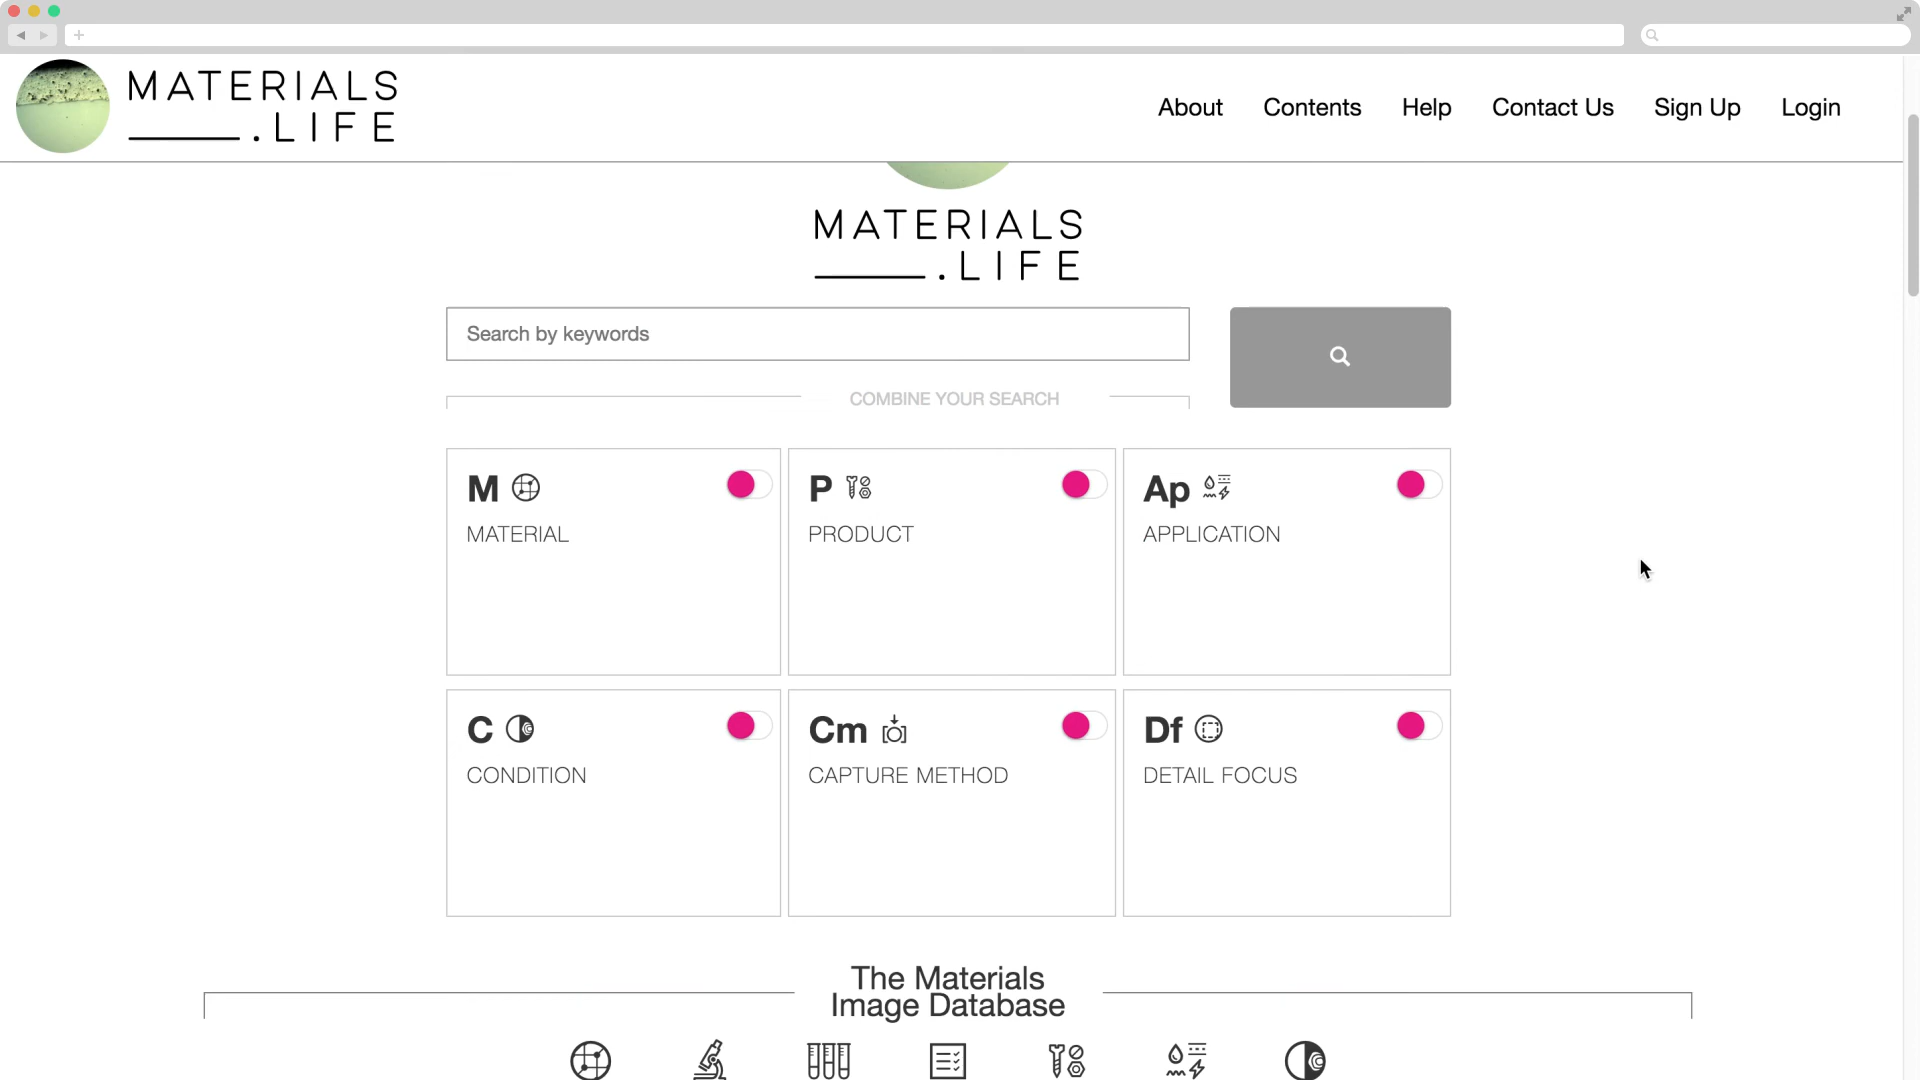 MATERIALS
.LIFE
About Contents Help Contact Us Sign Up Login
MATERIALS
.LIFE
Search by keywords
COMBINE YOUR SEARCH
M
MATERIAL
P
PRODUCT
Ap
APPLICATION
C
CONDITION
Cm
CAPTURE METHOD
Df
DETAIL FOCUS
The Materials
Image Database